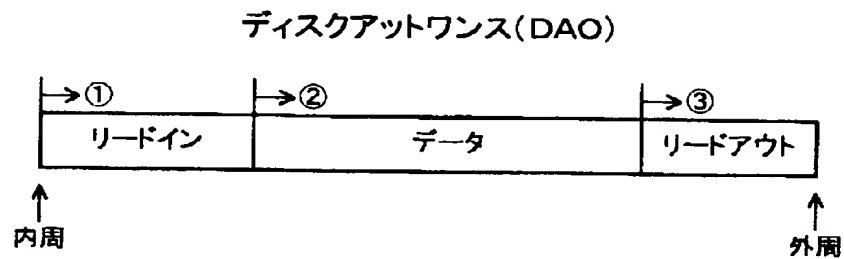 ディスクアットワンス(DAO)
①
②
③
リードイン
データ
リードアウト
内周
外周